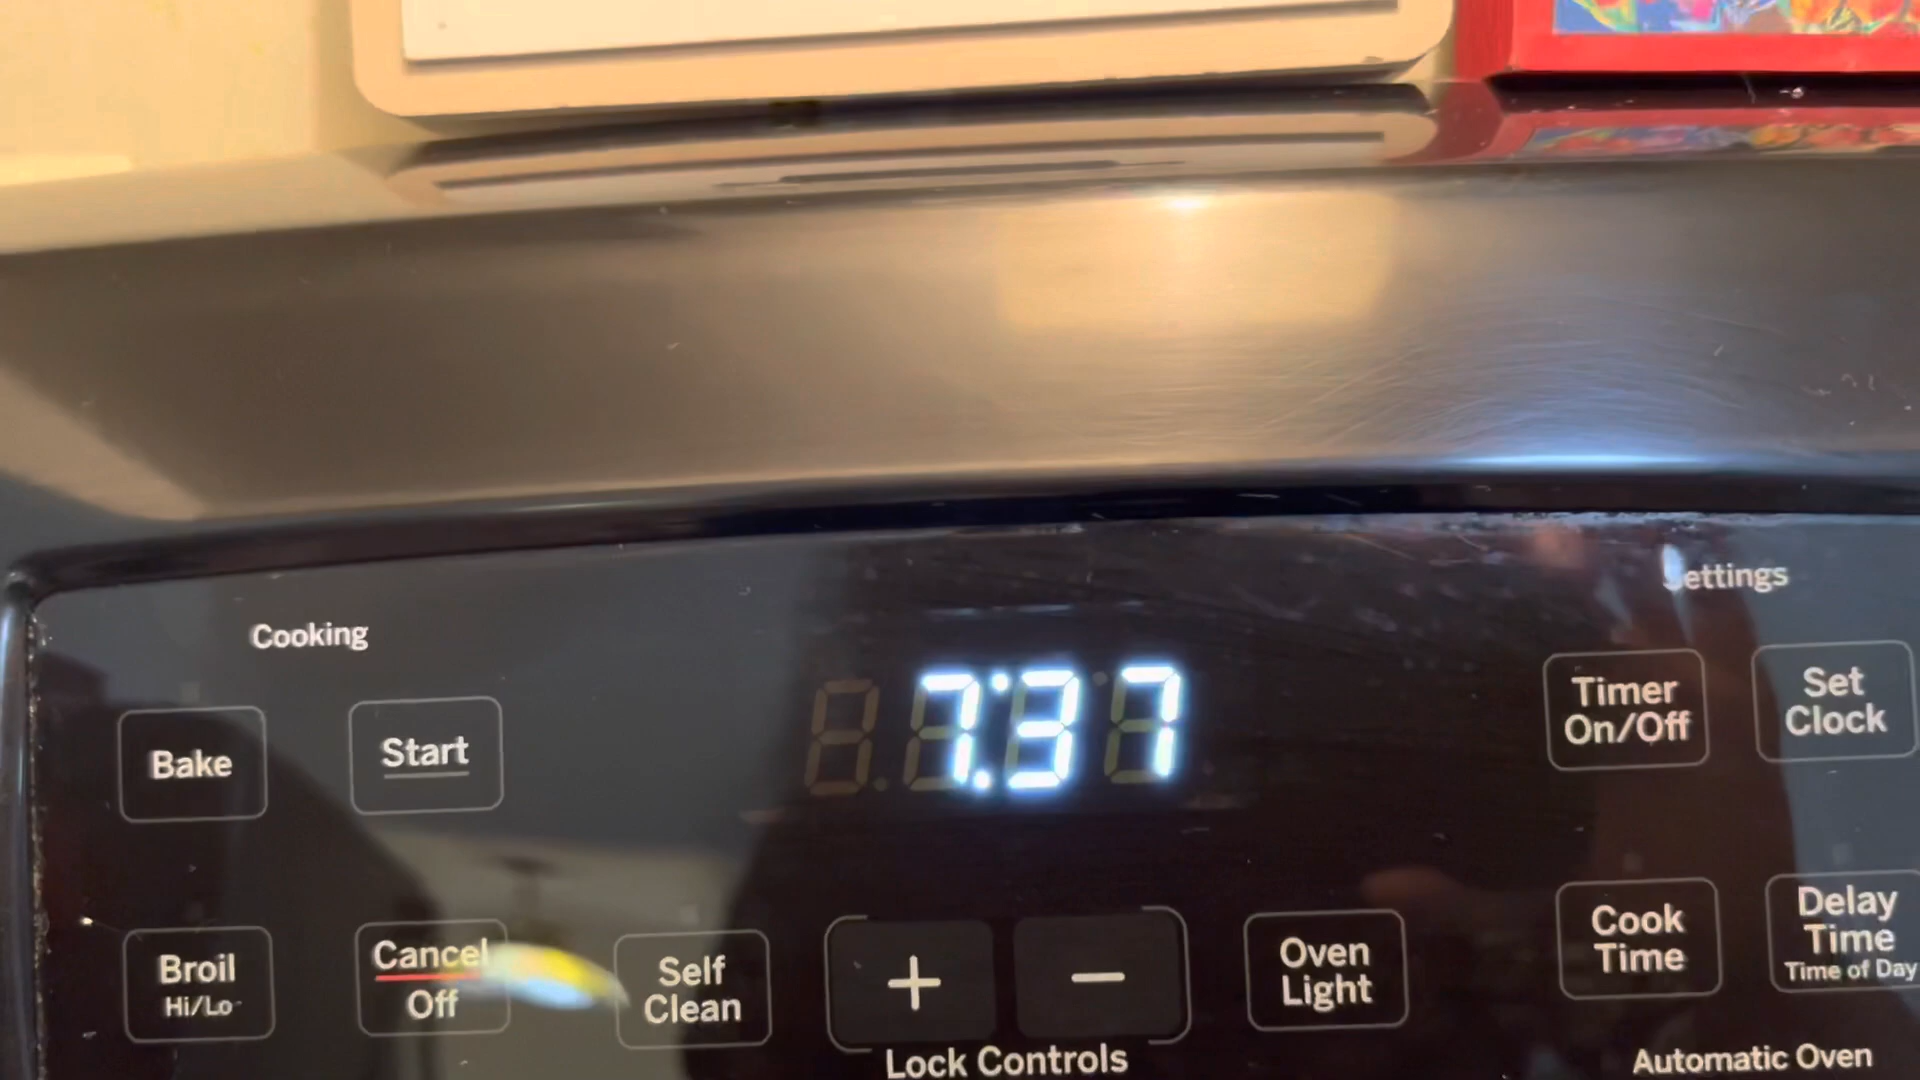 Cooking
Settings
7:37
Bake
Start
Timer
On/Off
Set
Clock
Broil
Hi/Lo
Cancel
Off
Self
Clean
+
−
Oven
Light
Cook
Time
Delay
Time
Time of Day
Lock Controls
Automatic Oven